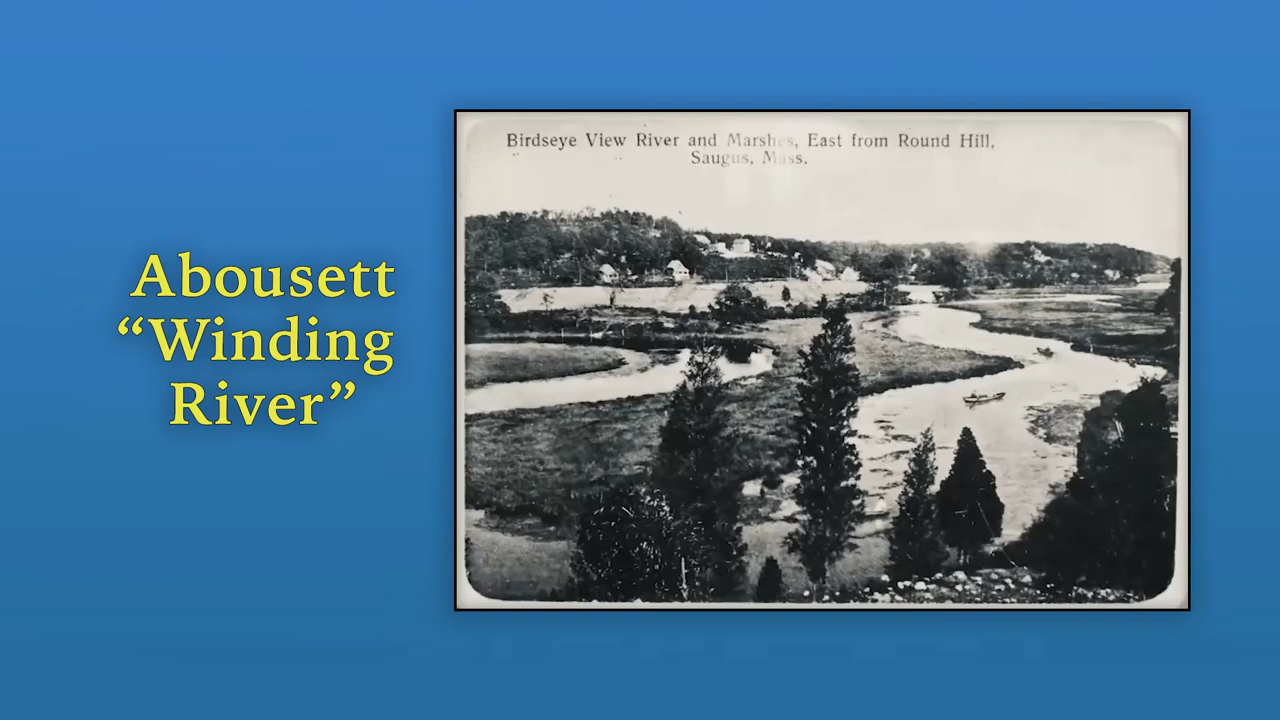 Abousett
“Winding
River”
Birdseye View River and Marshes, East from Round Hill,
Saugus, Mass.